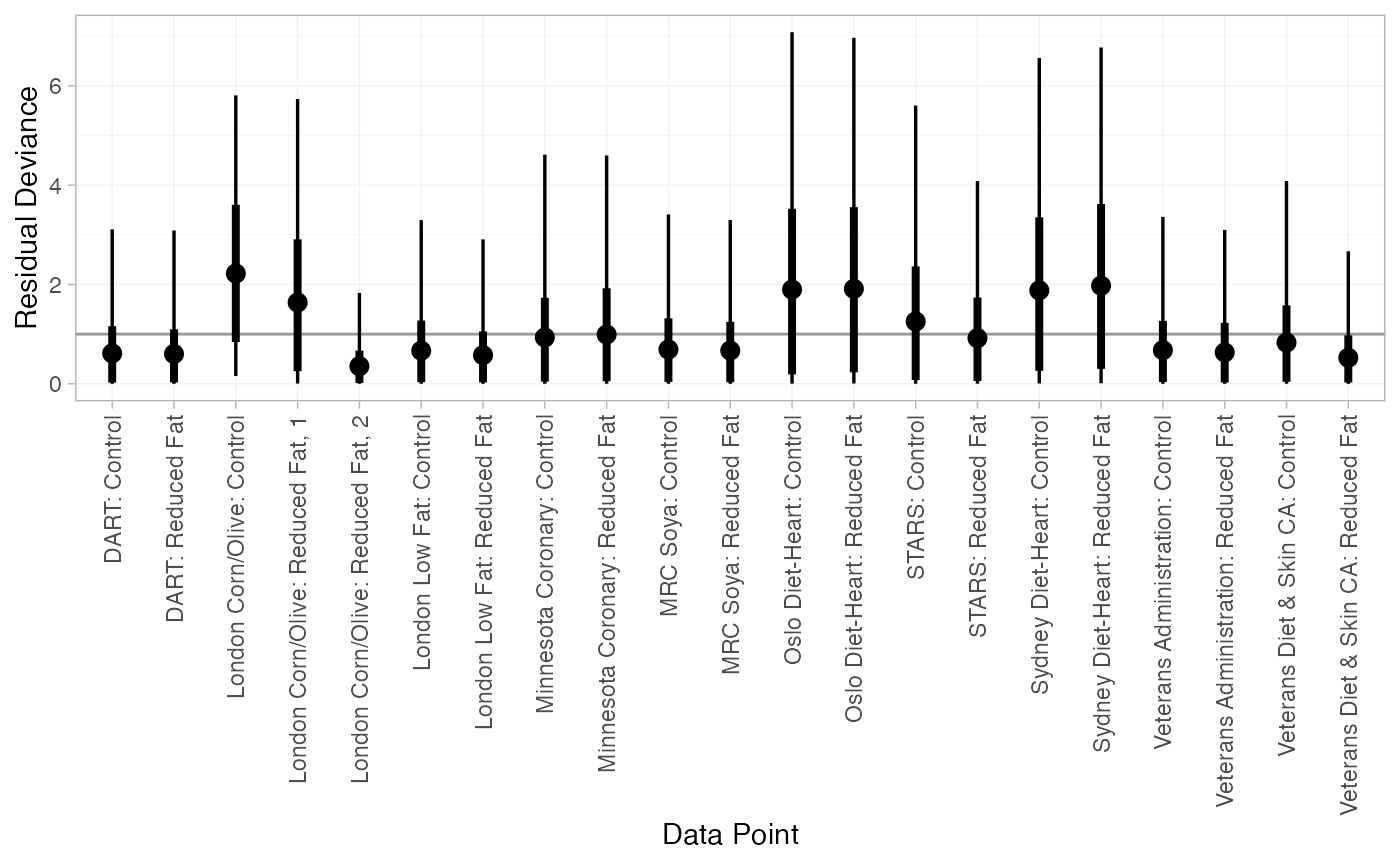 Residual Deviance
6
4
2
0
DART: Control
DART: Reduced Fat
London Corn/Olive: Control
London Corn/Olive: Reduced Fat, 1
London Corn/Olive: Reduced Fat, 2
London Low Fat: Control
London Low Fat: Reduced Fat
Minnesota Coronary: Control
Minnesota Coronary: Reduced Fat
MRC Soya: Control
MRC Soya: Reduced Fat
Oslo Diet-Heart: Control
Oslo Diet-Heart: Reduced Fat
STARS: Control
STARS: Reduced Fat
Sydney Diet-Heart: Control
Sydney Diet-Heart: Reduced Fat
Veterans Administration: Control
Veterans Administration: Reduced Fat
Veterans Diet & Skin CA: Control
Veterans Diet & Skin CA: Reduced Fat
Data Point